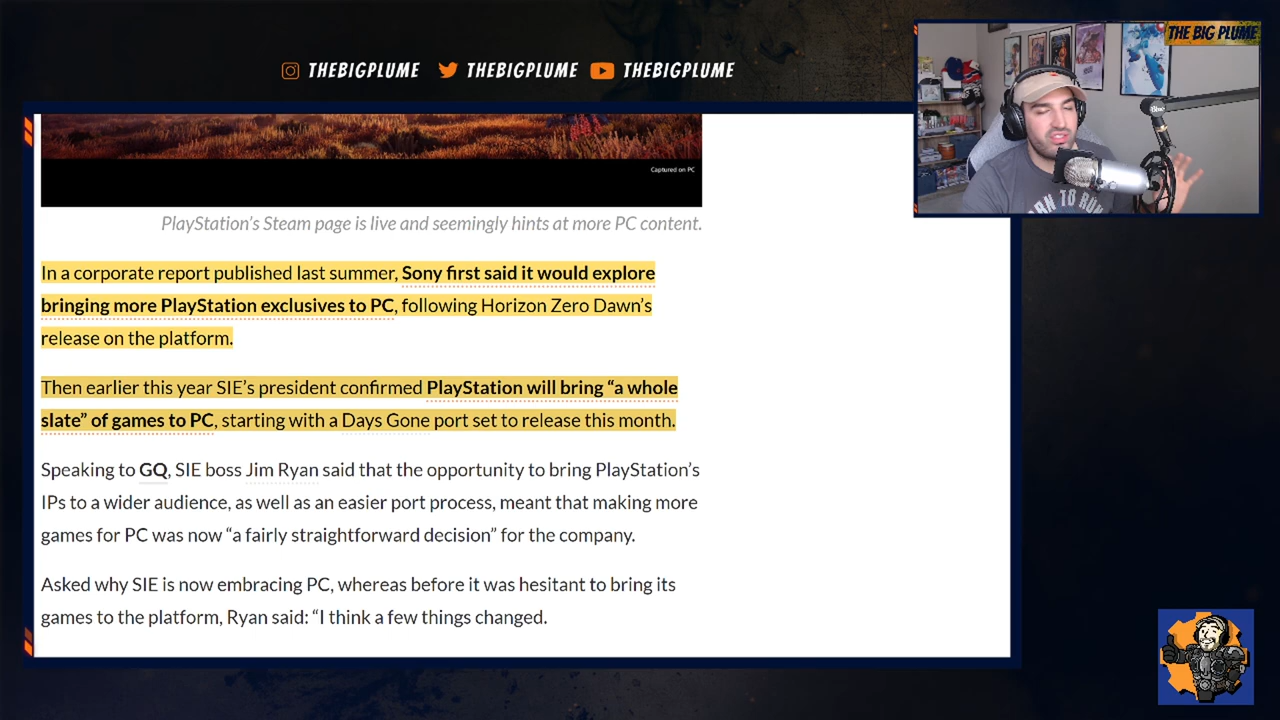 THE BIG PLUME
THEBIGPLUME THEBIGPLUME THEBIGPLUME
Captured on PC
PlayStation’s Steam page is live and seemingly hints at more PC content.
In a corporate report published last summer, Sony first said it would explore
bringing more PlayStation exclusives to PC, following Horizon Zero Dawn’s
release on the platform.
Then earlier this year SIE’s president confirmed PlayStation will bring “a whole
slate” of games to PC, starting with a Days Gone port set to release this month.
Speaking to GQ, SIE boss Jim Ryan said that the opportunity to bring PlayStation’s
IPs to a wider audience, as well as an easier port process, meant that making more
games for PC was now “a fairly straightforward decision” for the company.
Asked why SIE is now embracing PC, whereas before it was hesitant to bring its
games to the platform, Ryan said: “I think a few things changed.
TO RU